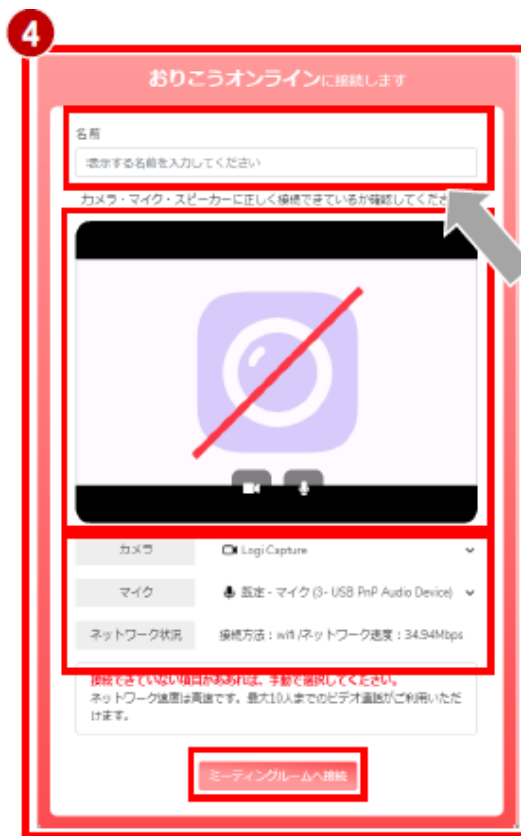 4
おりこうオンラインに接続します
名前
表示する名前を入力してください
カメラ・マイク・スピーカーに正しく接続できているか確認してくださ
カメラ
Logi Capture
マイク
既定 - マイク (3- USB PnP Audio Device)
ネットワーク状況
接続方法：wifi /ネットワーク速度：34.94Mbps
接続できていない項目がああれば、手動で選択してください。
ネットワーク速度は高速です。最大10人までのビデオ通話がご利用いただ
けます。
ミーティングルームへ接続